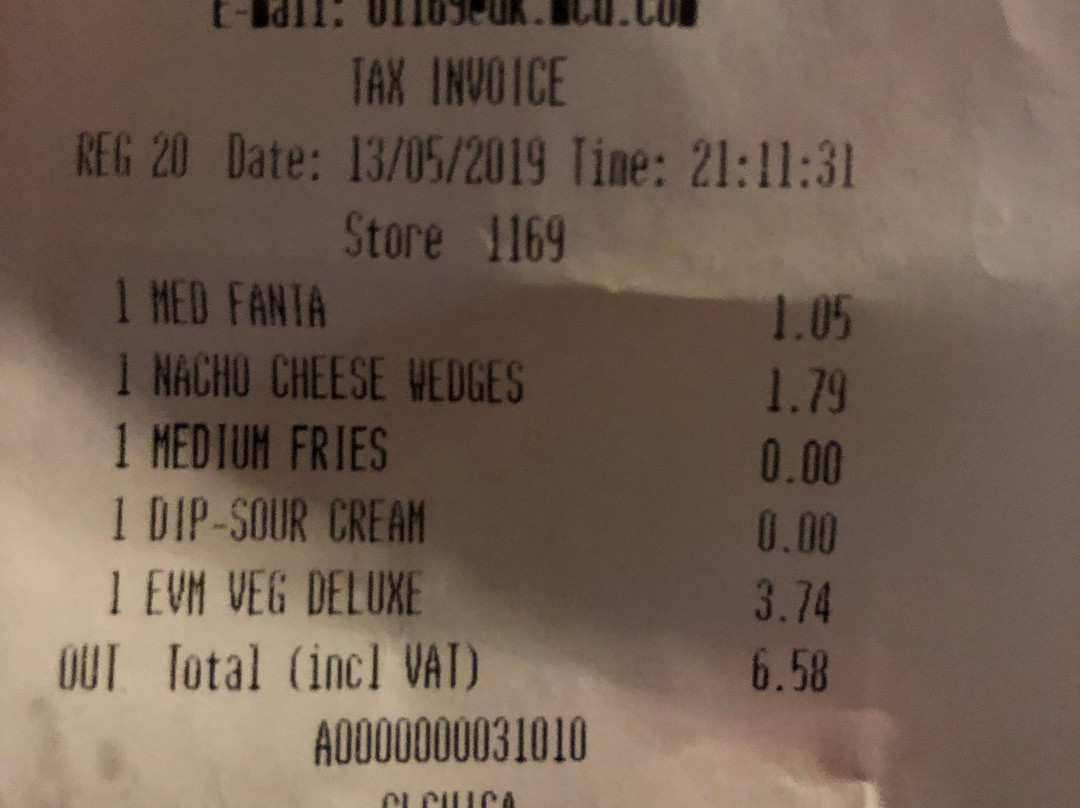 TAX INVOICE
REG 20 Date: 13/05/2019 Time: 21:11:31
Store 1169
1 MED FANTA 1.05
1 NACHO CHEESE WEDGES 1.79
1 MEDIUM FRIES 0.00
1 DIP-SOUR CREAM 0.00
1 EVM VEG DELUXE 3.74
OUT Total (incl VAT) 6.58
A0000000031010